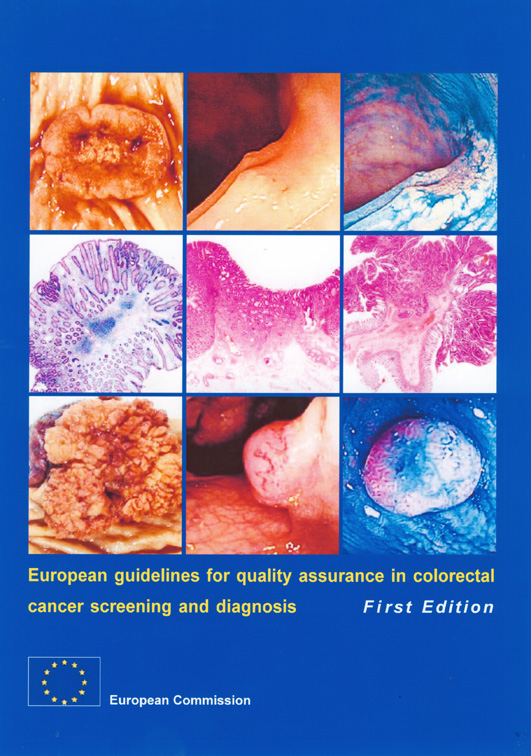 European guidelines for quality assurance in colorectal
cancer screening and diagnosis First Edition
European Commission